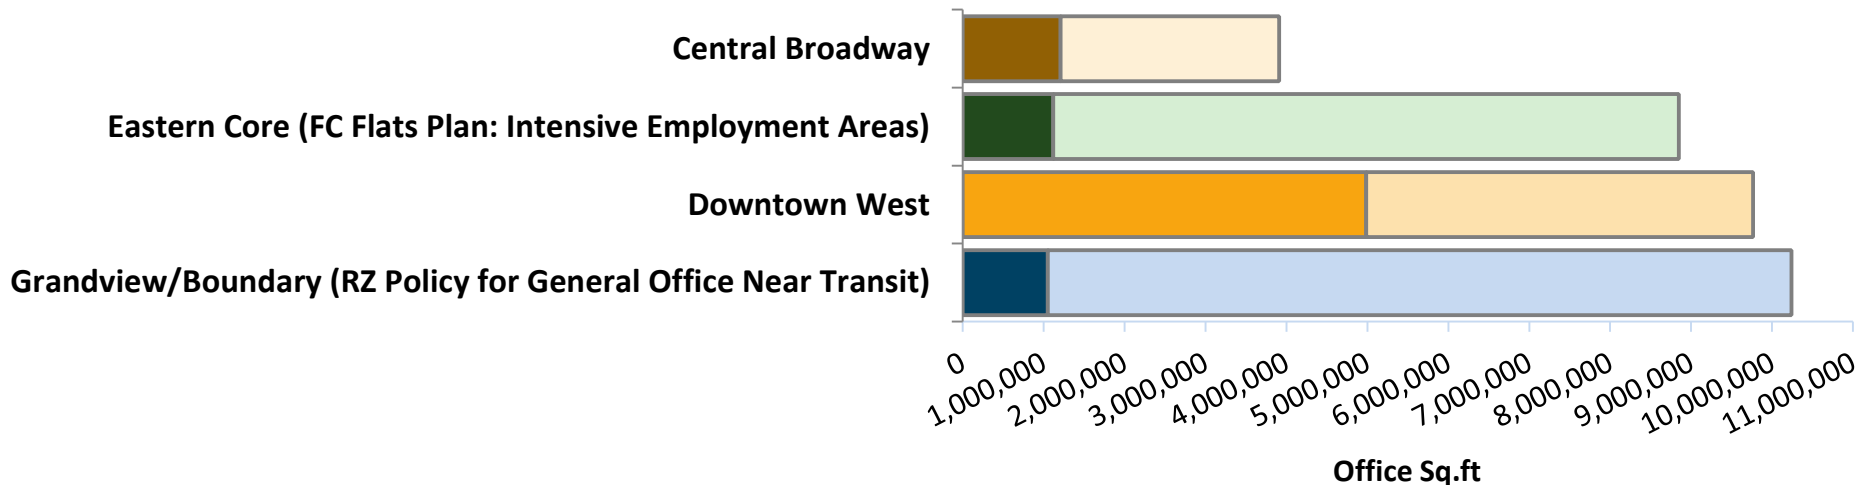 Central Broadway
Eastern Core (FC Flats Plan: Intensive Employment Areas)
Downtown West
Grandview/Boundary (RZ Policy for General Office Near Transit)
0
1,000,000
2,000,000
3,000,000
4,000,000
5,000,000
6,000,000
7,000,000
8,000,000
9,000,000
10,000,000
11,000,000
Office Sq.ft